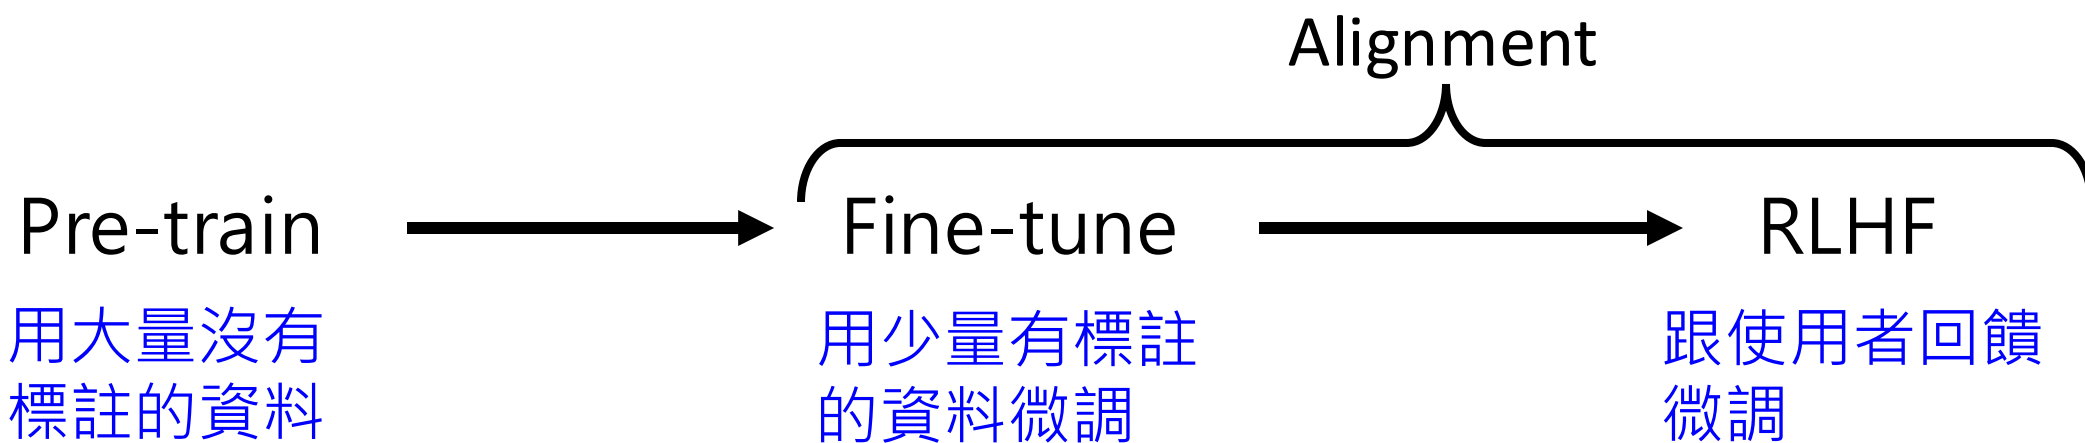 Alignment
Pre-train
Fine-tune
RLHF
用大量沒有
標註的資料
用少量有標註
的資料微調
跟使用者回饋
微調